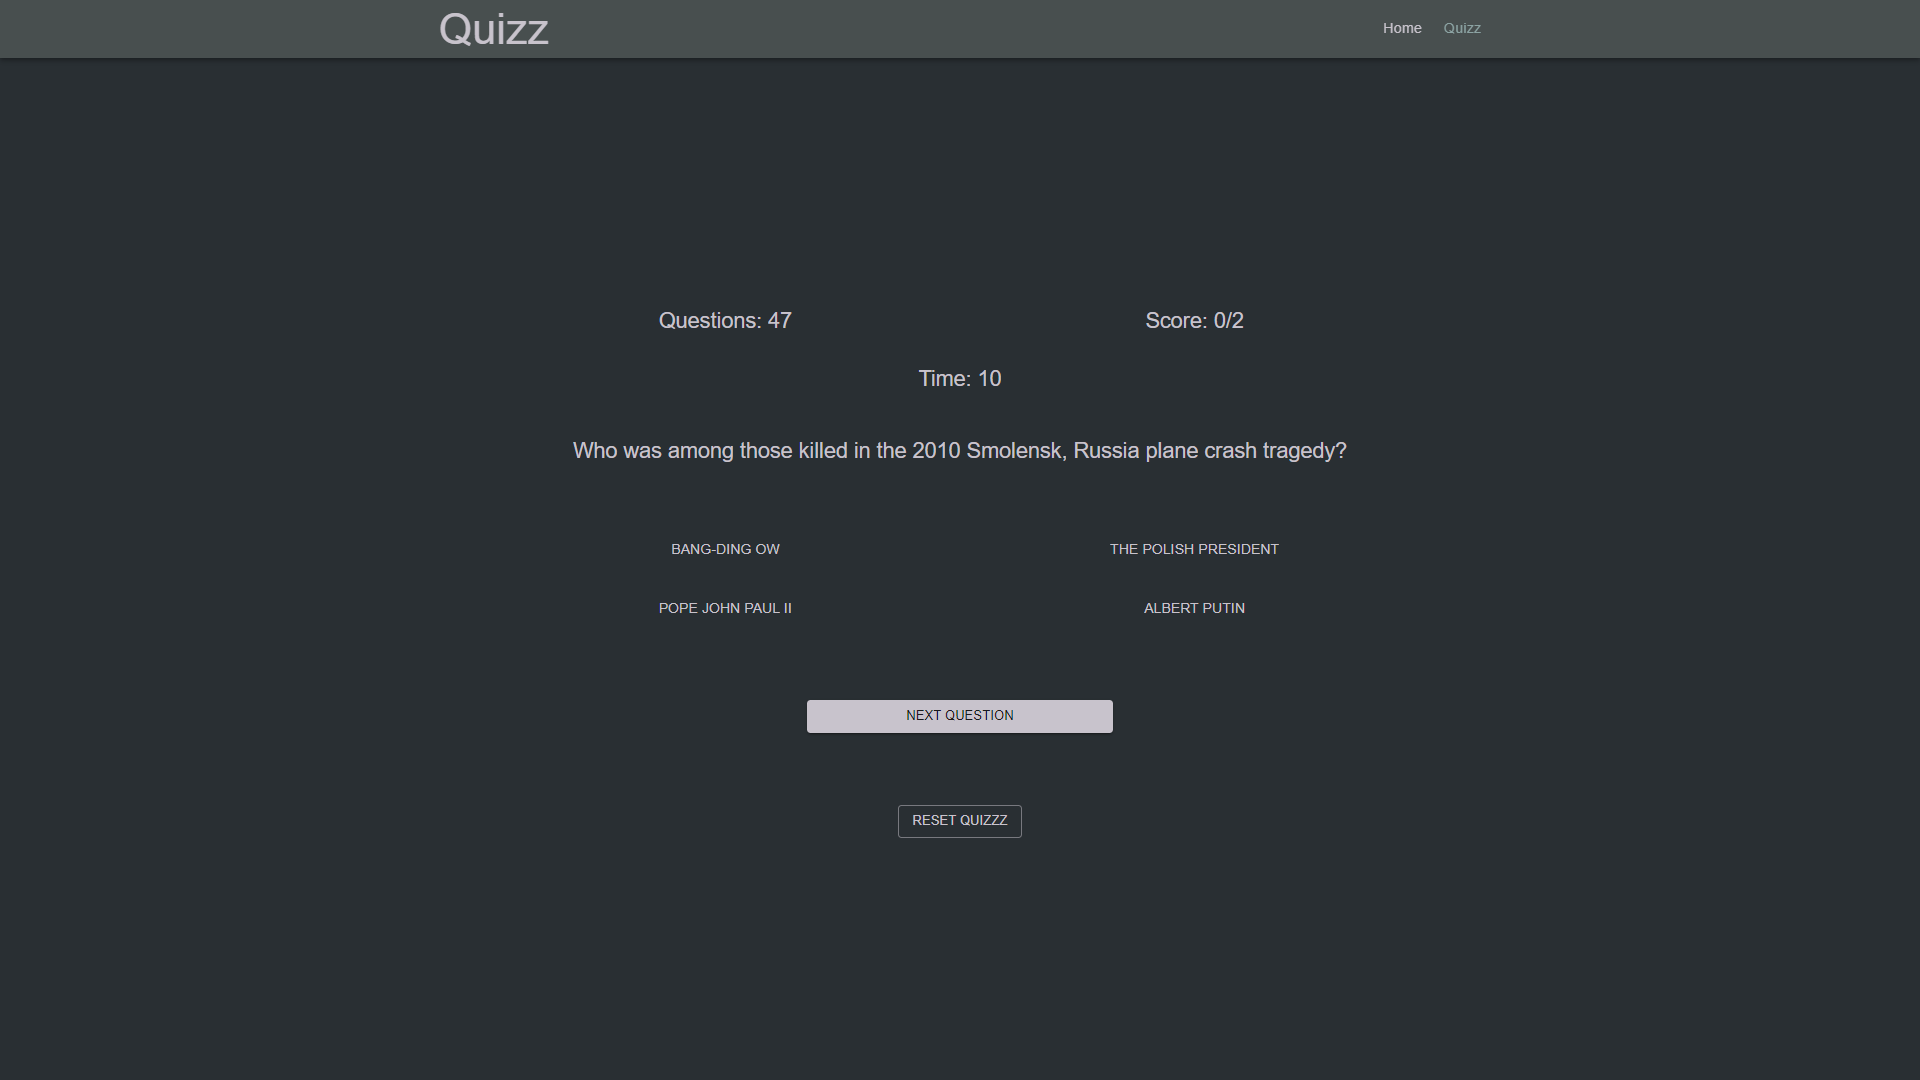 Quizz
Home
Quizz
Questions: 47
Score: 0/2
Time: 10
Who was among those killed in the 2010 Smolensk, Russia plane crash tragedy?
BANG-DING OW
THE POLISH PRESIDENT
POPE JOHN PAUL II
ALBERT PUTIN
NEXT QUESTION
RESET QUIZZZ